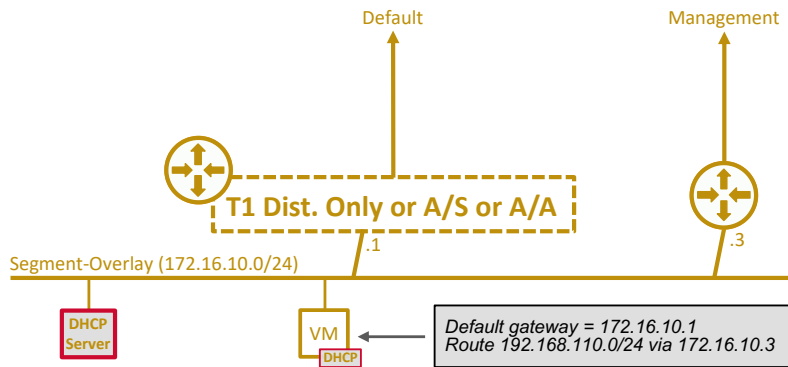 Default
Management
T1 Dist. Only or A/S or A/A
.1
.3
Segment-Overlay (172.16.10.0/24)
DHCP
Server
VM
DHCP
Default gateway = 172.16.10.1
Route 192.168.110.0/24 via 172.16.10.3